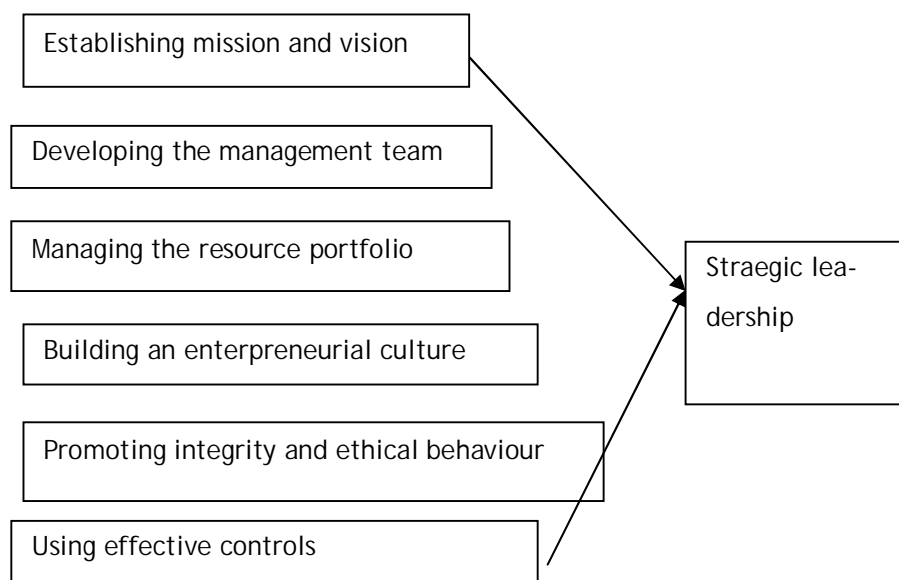 Establishing mission and vision
Developing the management team
Managing the resource portfolio
Building an enterpreneurial culture
Promoting integrity and ethical behaviour
Using effective controls
Straegic lea-
dership